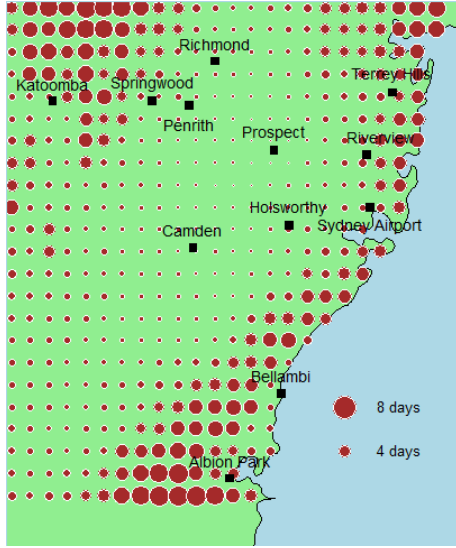 Richmond
Terrey Hills
Katoomba
Springwood
Penrith
Prospect
Riverview
Holsworthy
Sydney Airport
Camden
Bellambi
8 days
4 days
Albion Park